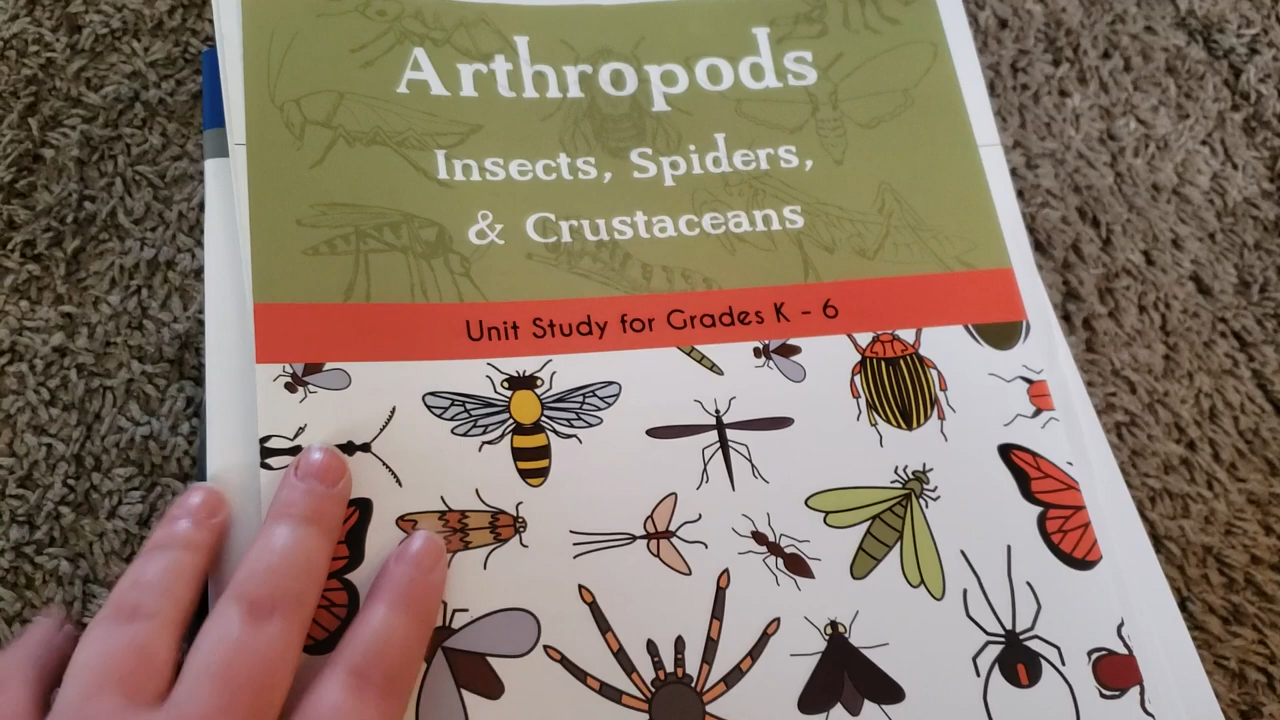 Arthropods
Insects, Spiders,
& Crustaceans
Unit Study for Grades K - 6